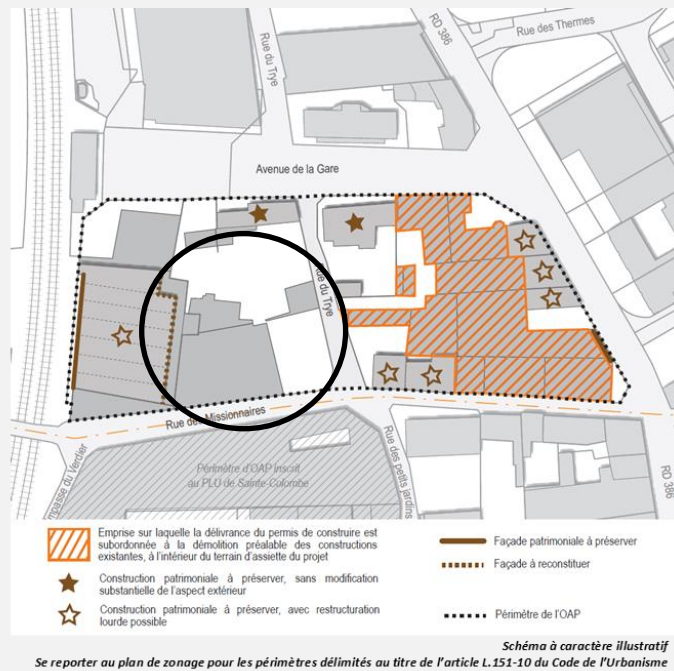 RD 386
Rue des Thermes
Rue du Trye
Avenue de la Gare
Rue du Trye
Rue des Missionnaires
Impasse du Verdier
Périmètre d'OAP inscrit
au PLU de Sainte-Colombe
Rue des petits jardins
RD 386
Emprise sur laquelle la délivrance du permis de construire est
subordonnée à la démolition préalable des constructions
existantes, à l'intérieur du terrain d'assiette du projet
Construction patrimoniale à préserver, sans modification
substantielle de l'aspect extérieur
Construction patrimoniale à préserver, avec restructuration
lourde possible
Façade patrimoniale à préserver
Façade à reconstituer
Périmètre de l'OAP
Schéma à caractère illustratif
Se reporter au plan de zonage pour les périmètres délimités au titre de l'article L.151-10 du Code de l'Urbanisme